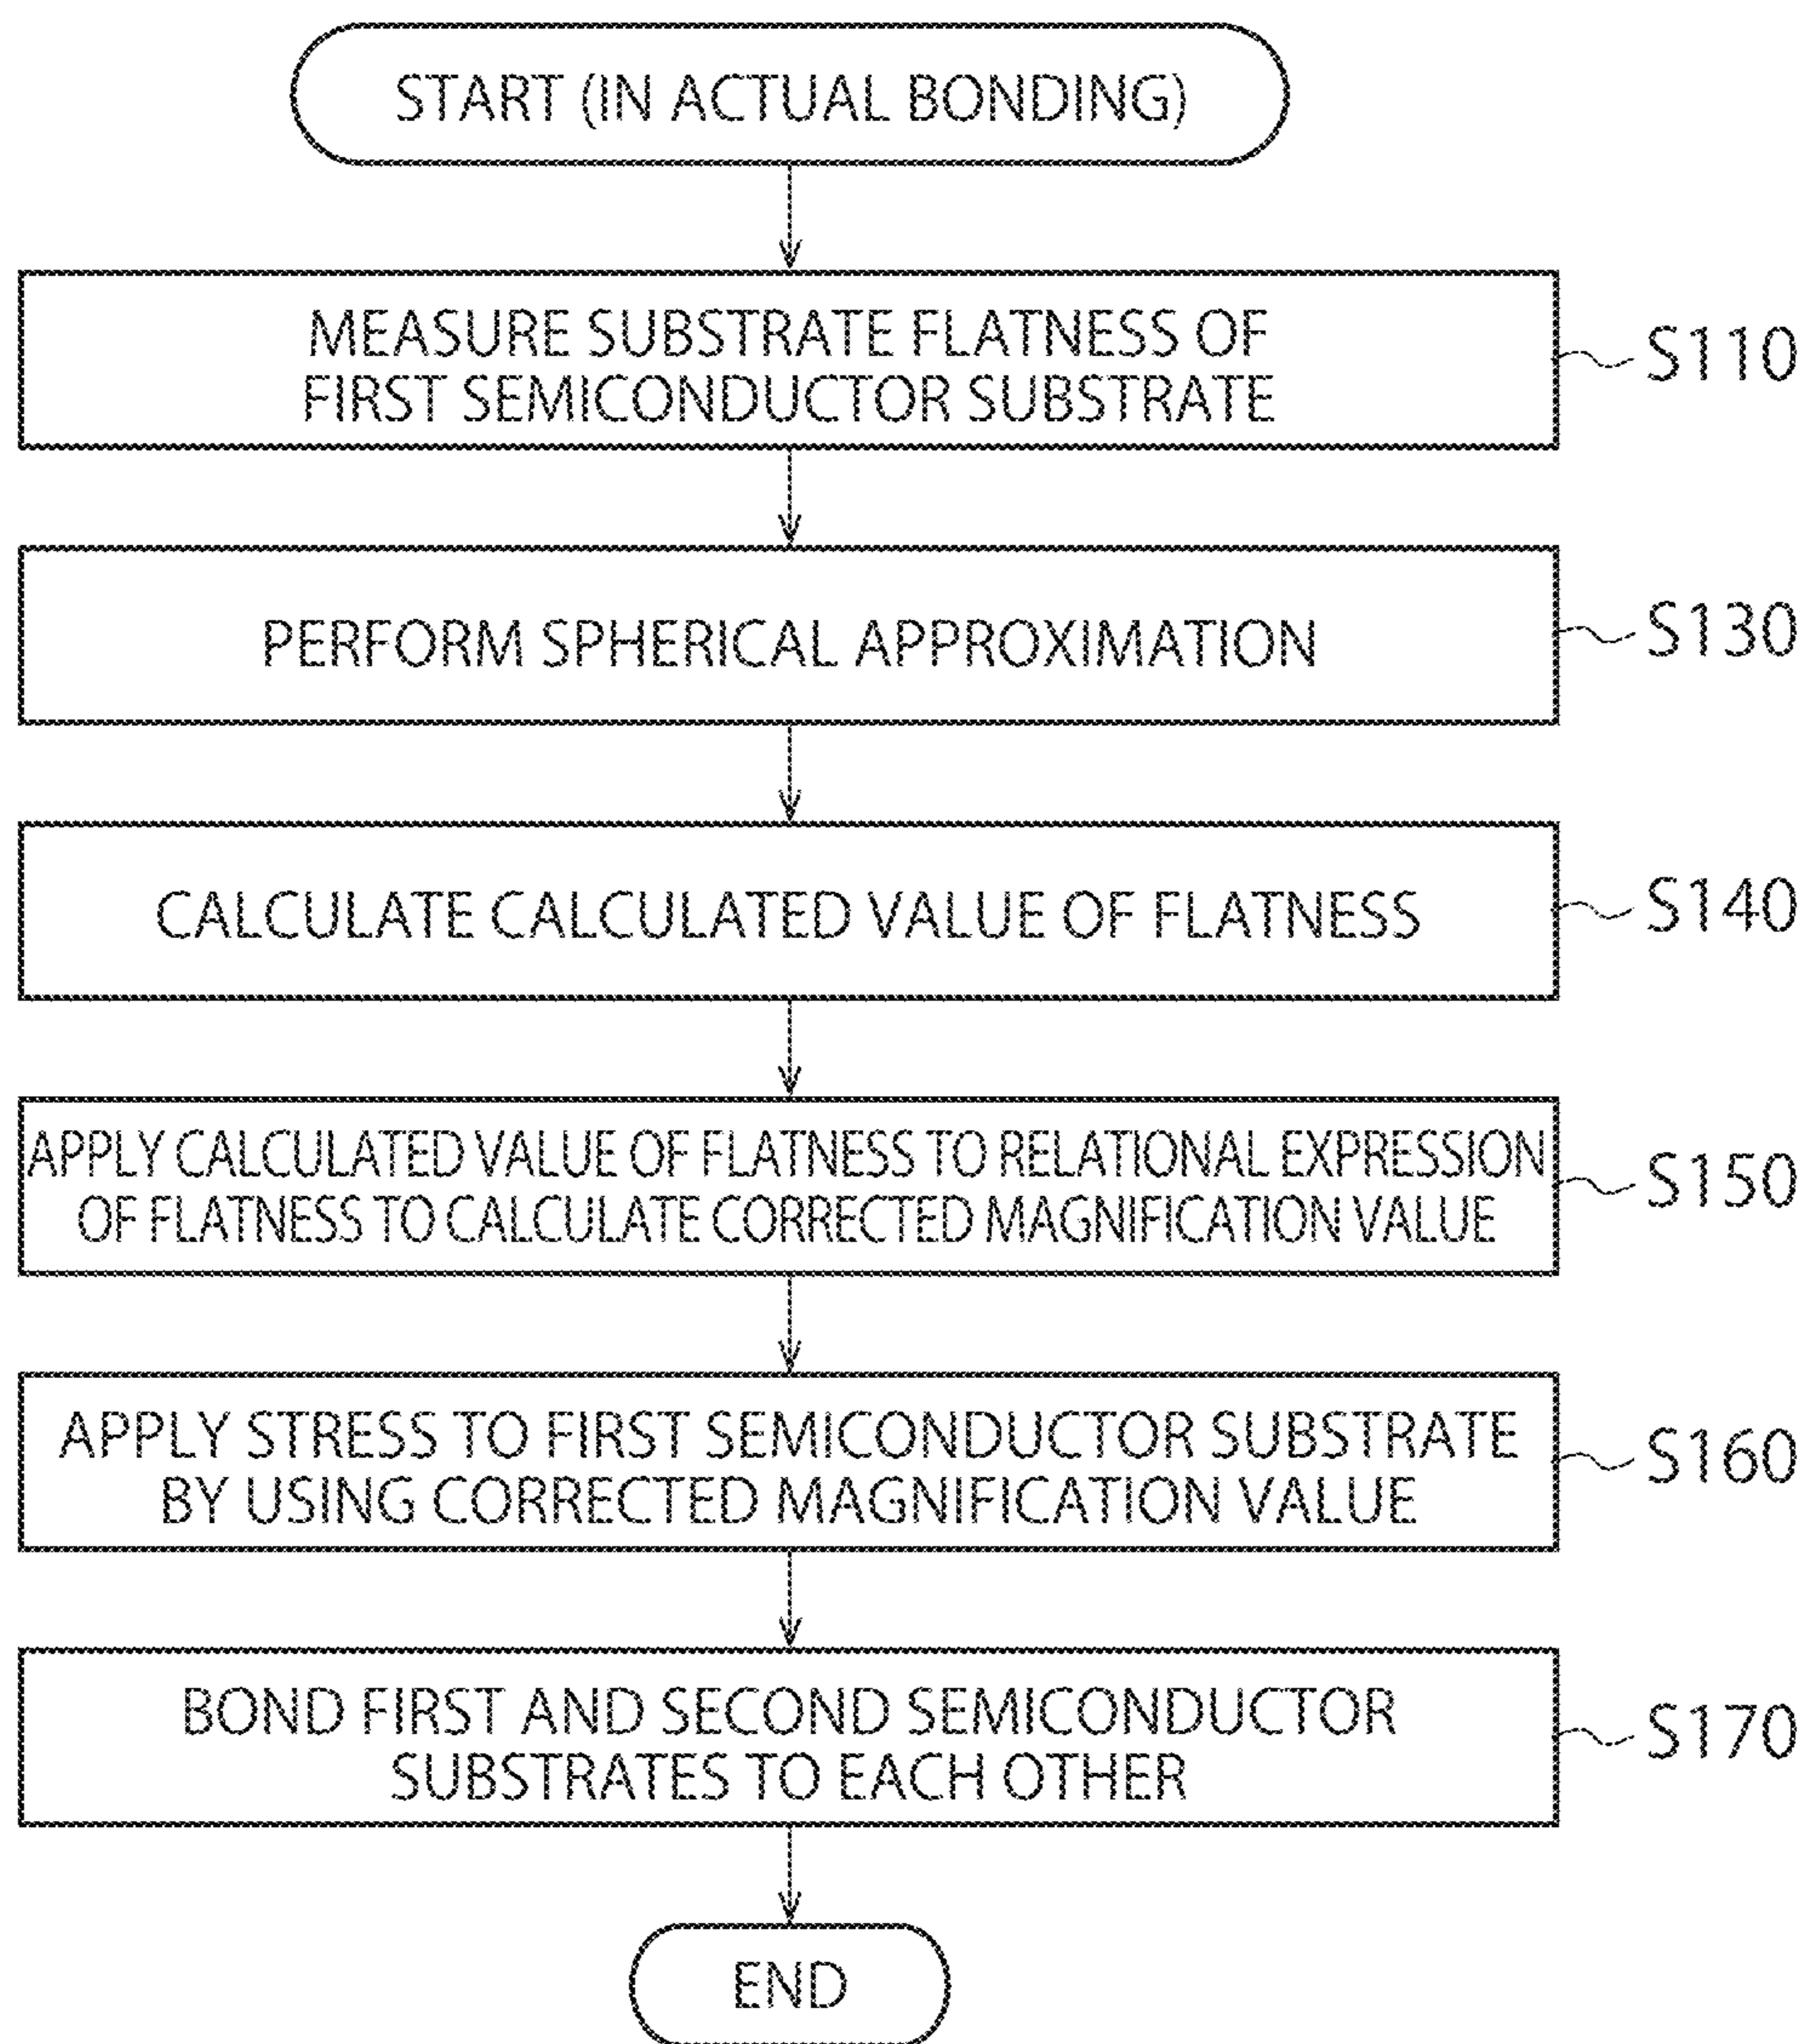 START (IN ACTUAL BONDING)
MEASURE SUBSTRATE FLATNESS OF
FIRST SEMICONDUCTOR SUBSTRATE
S110
PERFORM SPHERICAL APPROXIMATION
S130
CALCULATE CALCULATED VALUE OF FLATNESS
S140
APPLY CALCULATED VALUE OF FLATNESS TO RELATIONAL EXPRESSION
OF FLATNESS TO CALCULATE CORRECTED MAGNIFICATION VALUE
S150
APPLY STRESS TO FIRST SEMICONDUCTOR SUBSTRATE
BY USING CORRECTED MAGNIFICATION VALUE
S160
BOND FIRST AND SECOND SEMICONDUCTOR
SUBSTRATES TO EACH OTHER
S170
END